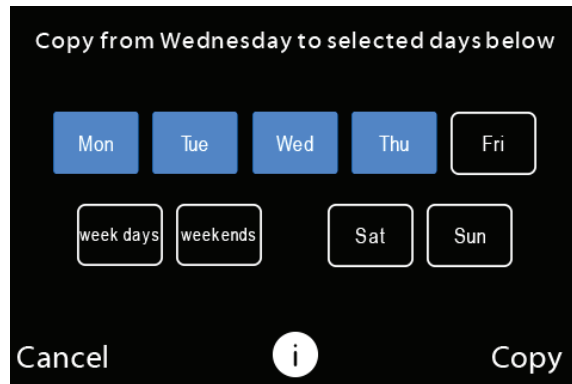 Copy from Wednesday to selected days below
Mon Tue Wed Thu Fri
week days weekends Sat Sun
Cancel i Copy